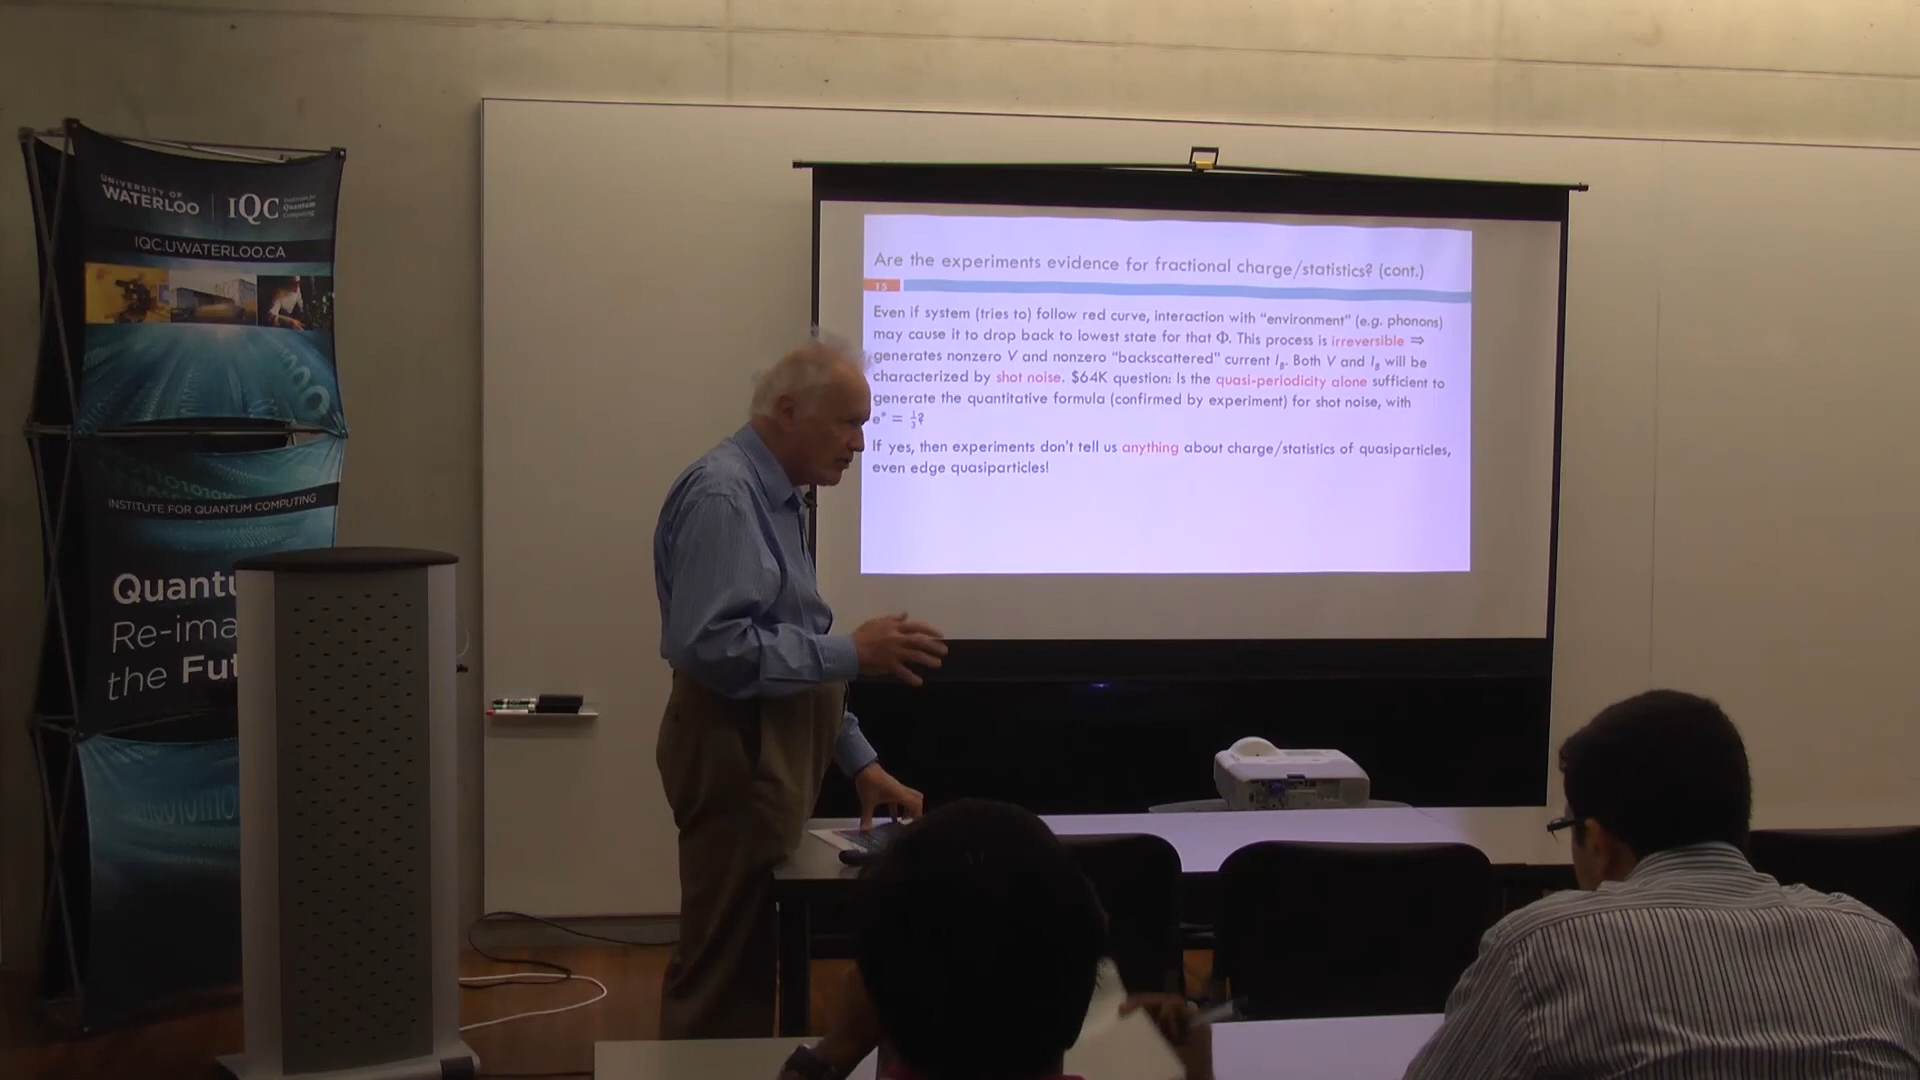 UNIVERSITY OF
WATERLOO
IQC
Institute for
Quantum
Computing
IQC.UWATERLOO.CA
INSTITUTE FOR QUANTUM COMPUTING
Quantu
Re-ima
the Fut
Are the experiments evidence for fractional charge/statistics? (cont.)
15
Even if system (tries to) follow red curve, interaction with “environment” (e.g. phonons)
may cause it to drop back to lowest state for that Φ. This process is irreversible ⇒
generates nonzero V and nonzero “backscattered” current I_B. Both V and I_B will be
characterized by shot noise. $64K question: Is the quasi-periodicity alone sufficient to
generate the quantitative formula (confirmed by experiment) for shot noise, with
e* = 1/3?
If yes, then experiments don't tell us anything about charge/statistics of quasiparticles,
even edge quasiparticles!